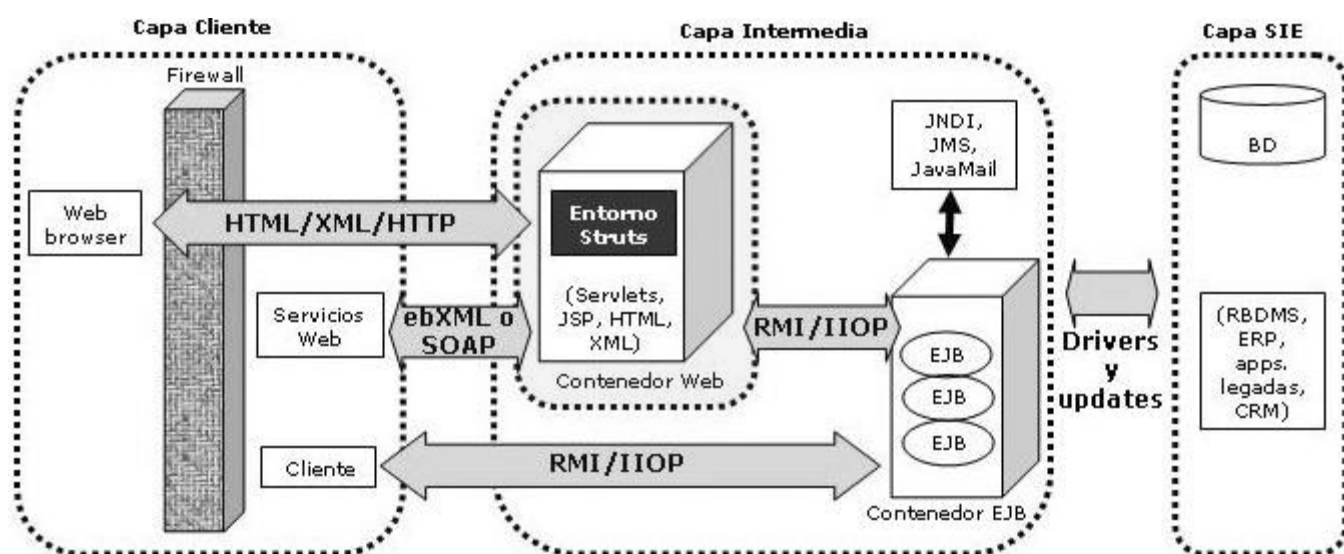 Capa Cliente
Capa Intermedia
Capa SIE
Firewall
JNDI,
JMS,
JavaMail
BD
Web
browser
HTML/XML/HTTP
Entorno
Struts
(Servlets,
JSP, HTML,
XML)
Contenedor Web
Servicios
Web
ebXML o
SOAP
RMI/IIOP
EJB
EJB
EJB
Contenedor EJB
Drivers
y
updates
(RBDMS,
ERP,
apps.
legadas,
CRM)
Cliente
RMI/IIOP